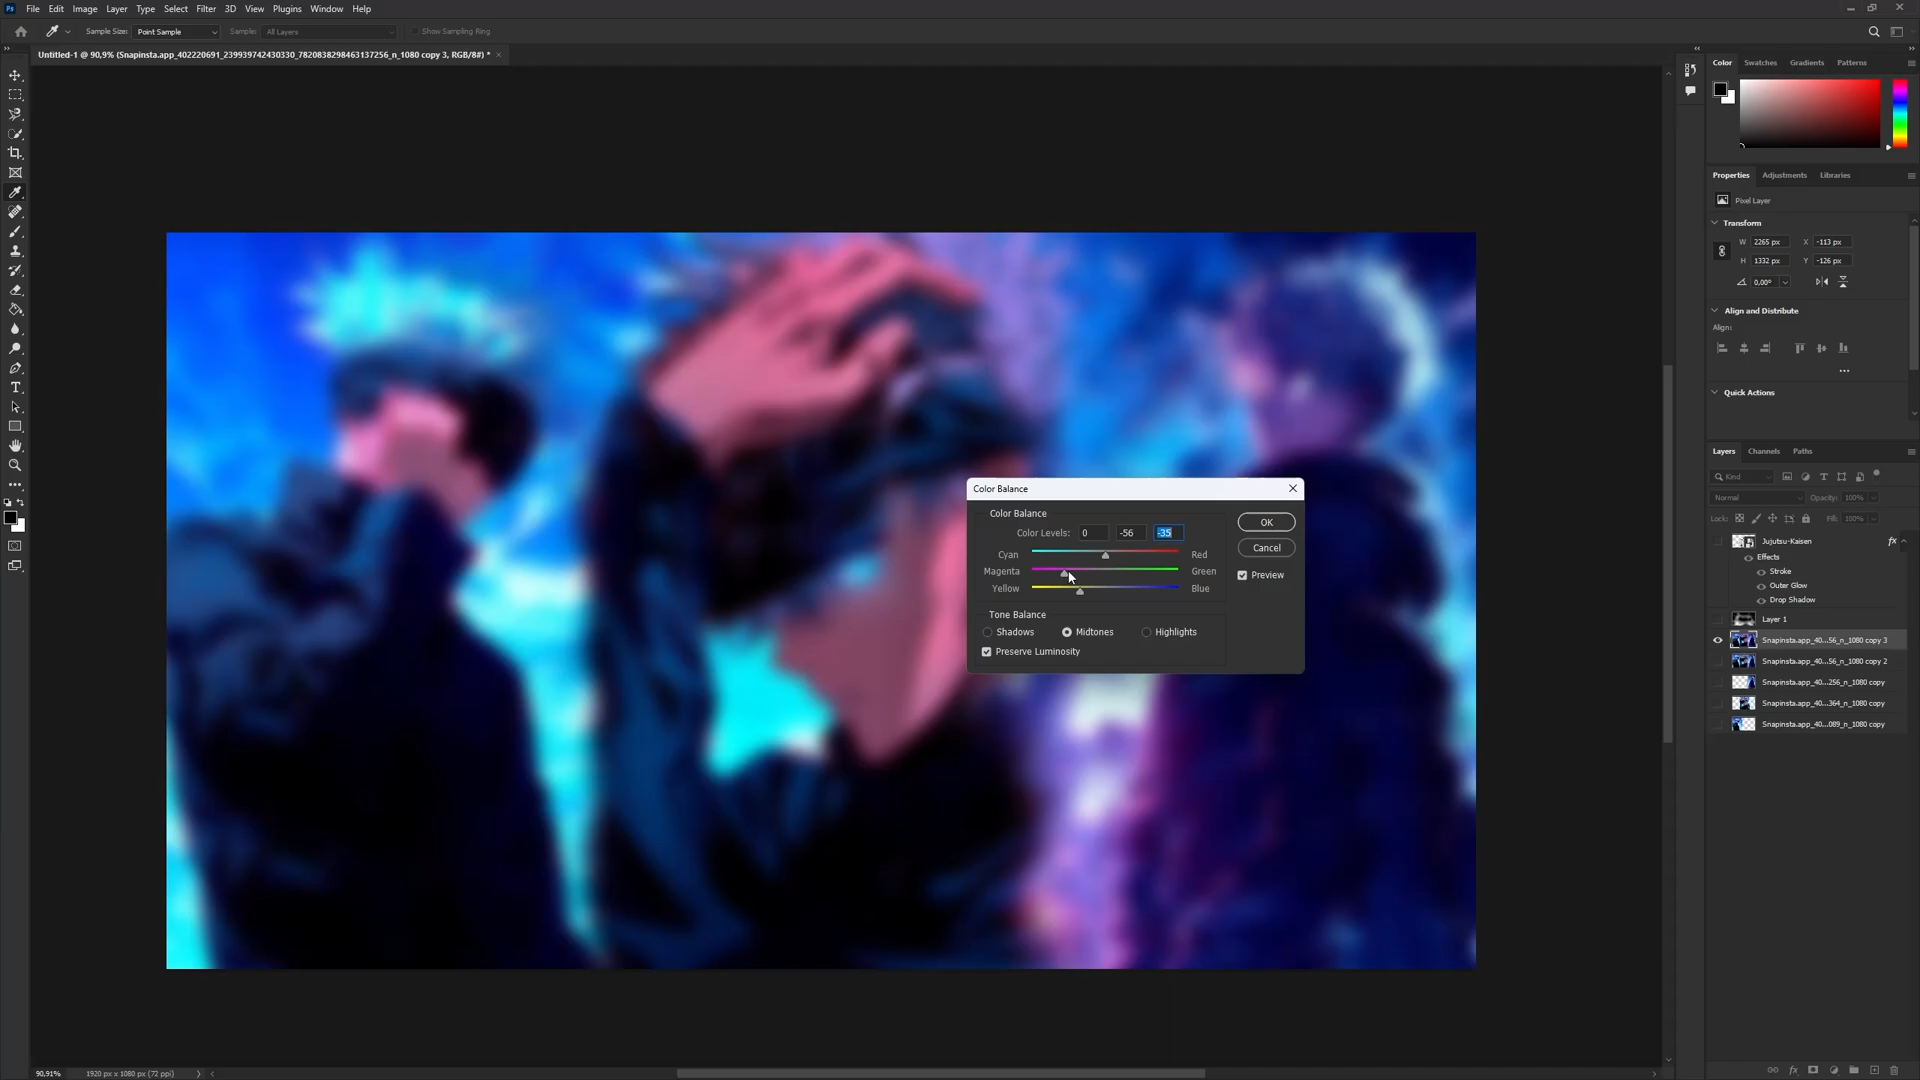 Ps File Edit Image Layer Type Select Filter 3D View Plugins Window Help
Sample Size: Point Sample Sample: All Layers Show Sampling Ring
Untitled-1 @ 90,9% (Snapinsta.app_402220691_239939742430330_7820838298463137256_n_1080 copy 3, RGB/8#) *
Color Swatches Gradients Patterns
Properties Adjustments Libraries
Pixel Layer
Transform
W 2265 px X -113 px
H 1332 px Y -126 px
0,00°
Align and Distribute
Align:
Quick Actions
Layers Channels Paths
Kind
Normal Opacity: 100%
Lock: Fill: 100%
Jujutsu-Kaisen fx
Effects
Stroke
Outer Glow
Drop Shadow
Layer 1
Snapinsta.app_40...56_n_1080 copy 3
Snapinsta.app_40...56_n_1080 copy 2
Snapinsta.app_40...256_n_1080 copy
Snapinsta.app_40...364_n_1080 copy
Snapinsta.app_40...089_n_1080 copy
Color Balance
Color Balance
Color Levels: 0 -56 -35
OK
Cyan Red
Cancel
Magenta Green
Preview
Yellow Blue
Tone Balance
Shadows Midtones Highlights
Preserve Luminosity
90,91% 1920 px x 1080 px (72 ppi)